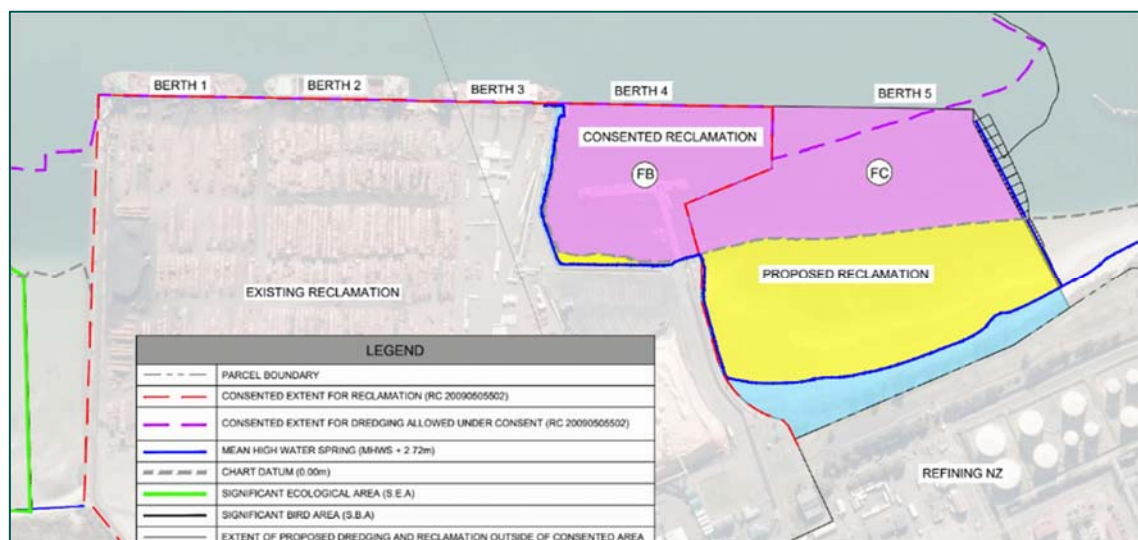 BERTH 1
BERTH 2
BERTH 3
BERTH 4
BERTH 5
CONSENTED RECLAMATION
FB
FC
PROPOSED RECLAMATION
EXISTING RECLAMATION
REFINING NZ
LEGEND
PARCEL BOUNDARY
CONSENTED EXTENT FOR RECLAMATION (RC 20090505502)
CONSENTED EXTENT FOR DREDGING ALLOWED UNDER CONSENT (RC 20090505502)
MEAN HIGH WATER SPRING (MHWS + 2.72m)
CHART DATUM (0.00m)
SIGNIFICANT ECOLOGICAL AREA (S.E.A)
SIGNIFICANT BIRD AREA (S.B.A)
EXTENT OF PROPOSED DREDGING AND RECLAMATION OUTSIDE OF CONSENTED AREA